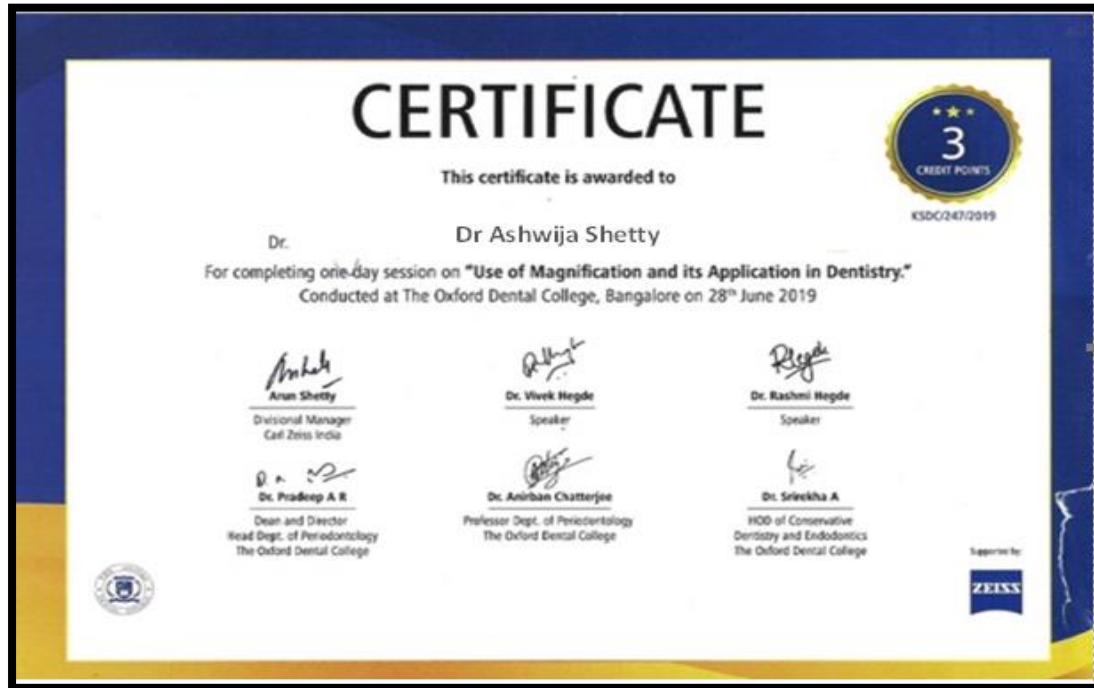 CERTIFICATE
3
CREDIT POINTS
KSDC/247/2019
This certificate is awarded to
Dr. Dr Ashwija Shetty
For completing one-day session on "Use of Magnification and its Application in Dentistry."
Conducted at The Oxford Dental College, Bangalore on 28th June 2019
Arun Shetty
Divisional Manager
Carl Zeiss India
Dr. Vivek Hegde
Speaker
Dr. Rashmi Hegde
Speaker
Dr. Pradeep A R
Dean and Director
Head Dept. of Periodontology
The Oxford Dental College
Dr. Anirban Chatterjee
Professor Dept. of Periodontology
The Oxford Dental College
Dr. Srirekha A
HOD of Conservative
Dentistry and Endodontics
The Oxford Dental College
Supported by:
ZEISS